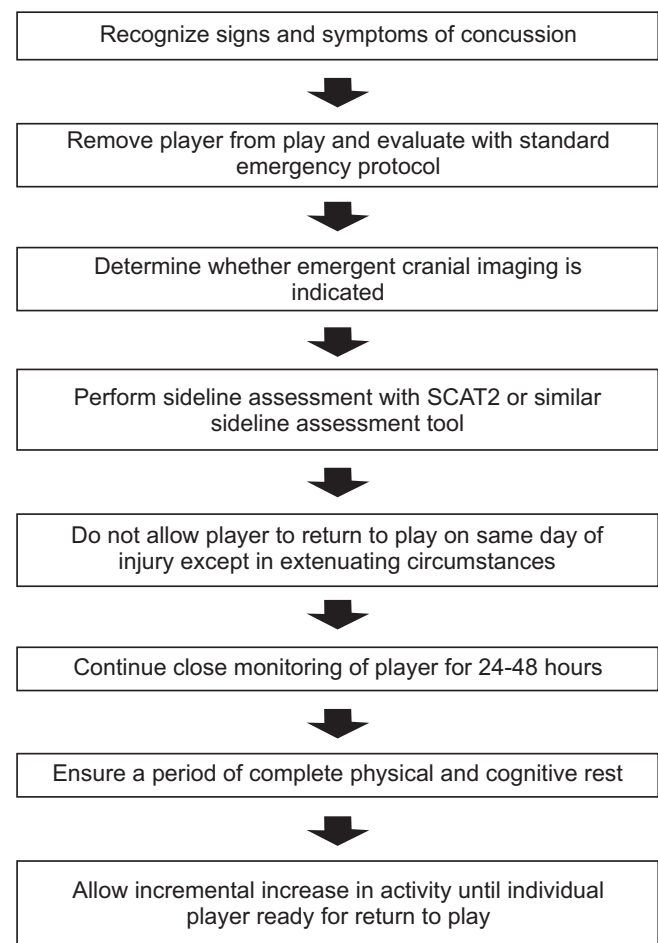 Recognize signs and symptoms of concussion
Remove player from play and evaluate with standard
emergency protocol
Determine whether emergent cranial imaging is
indicated
Perform sideline assessment with SCAT2 or similar
sideline assessment tool
Do not allow player to return to play on same day of
injury except in extenuating circumstances
Continue close monitoring of player for 24-48 hours
Ensure a period of complete physical and cognitive rest
Allow incremental increase in activity until individual
player ready for return to play